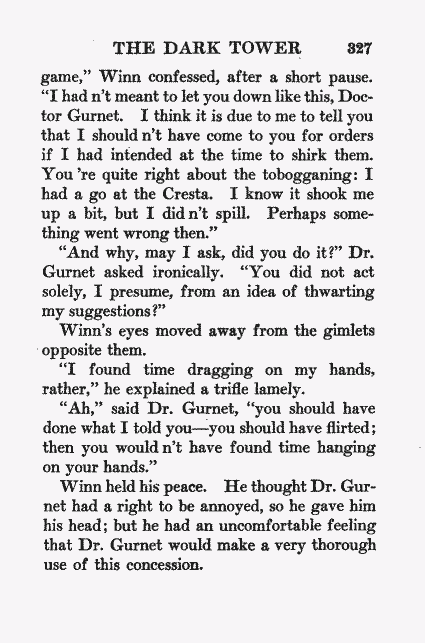 THE DARK TOWER 327
game,” Winn confessed, after a short pause.
“I had n’t meant to let you down like this, Doc-
tor Gurnet. I think it is due to me to tell you
that I should n’t have come to you for orders
if I had intended at the time to shirk them.
You ’re quite right about the tobogganing: I
had a go at the Cresta. I know it shook me
up a bit, but I did n’t spill. Perhaps some-
thing went wrong then.”
“And why, may I ask, did you do it?” Dr.
Gurnet asked ironically. “You did not act
solely, I presume, from an idea of thwarting
my suggestions?”
Winn’s eyes moved away from the gimlets
opposite them.
“I found time dragging on my hands,
rather,” he explained a trifle lamely.
“Ah,” said Dr. Gurnet, “you should have
done what I told you—you should have flirted;
then you would n’t have found time hanging
on your hands.”
Winn held his peace. He thought Dr. Gur-
net had a right to be annoyed, so he gave him
his head; but he had an uncomfortable feeling
that Dr. Gurnet would make a very thorough
use of this concession.